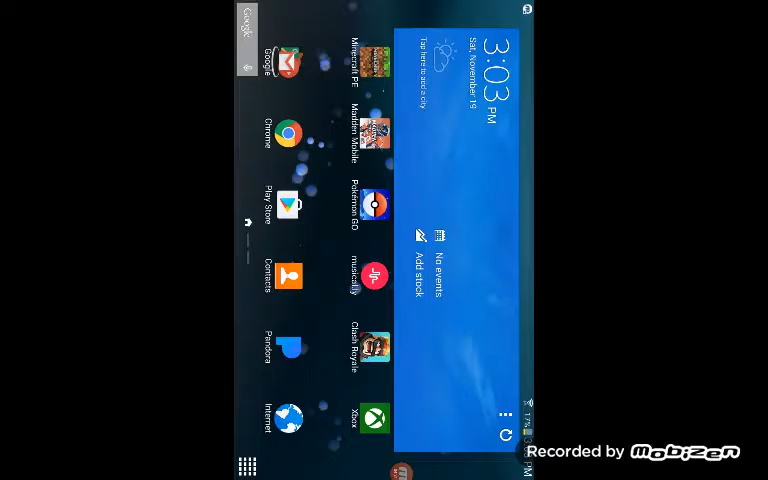 17%
3:03 PM
Sat, November 19
Tap here to add a city
No events
Add stock
Minecraft PE
Madden Mobile
Pokémon GO
musical.ly
Clash Royale
Xbox
Google
Chrome
Play Store
Contacts
Pandora
Internet
Google
Recorded by MOBIZEN